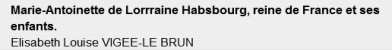 Marie-Antoinette de Lorrraine Habsbourg, reine de France et ses
enfants.
Elisabeth Louise VIGEE-LE BRUN